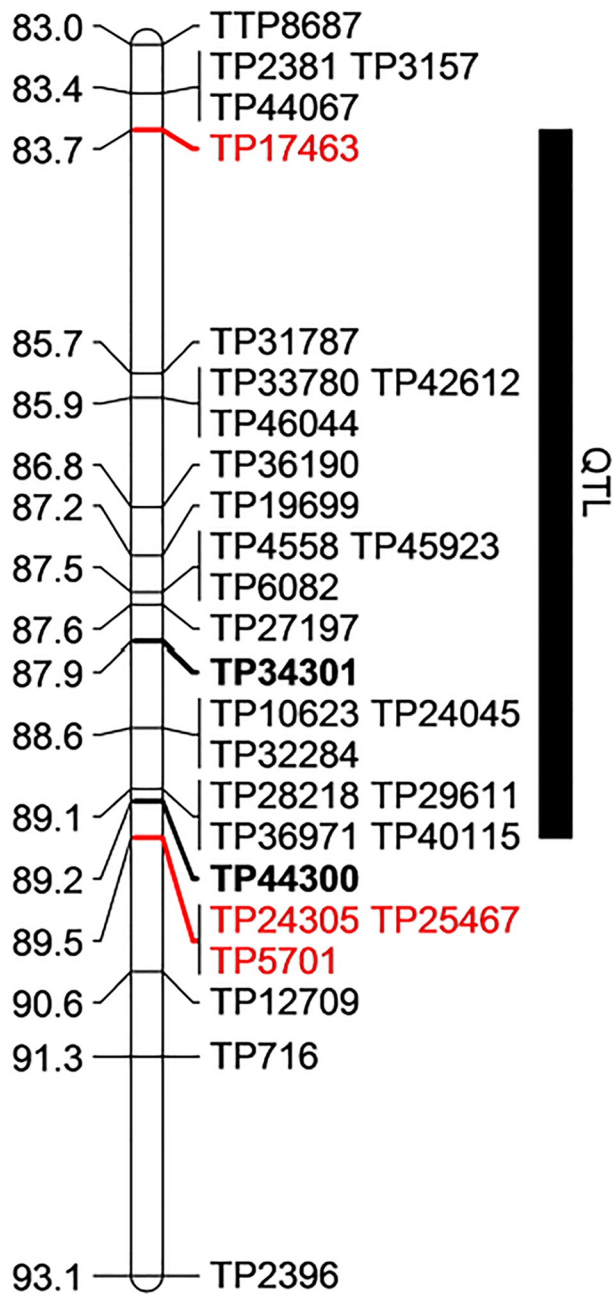 83.0 TTP8687
83.4 TP2381 TP3157
TP44067
83.7 TP17463
85.7 TP31787
85.9 TP33780 TP42612
TP46044
86.8 TP36190
87.2 TP19699
87.5 TP4558 TP45923
TP6082
87.6 TP27197
87.9 TP34301
88.6 TP10623 TP24045
TP32284
89.1 TP28218 TP29611
TP36971 TP40115
89.2 TP44300
89.5 TP24305 TP25467
TP5701
90.6 TP12709
91.3 TP716
93.1 TP2396
QTL